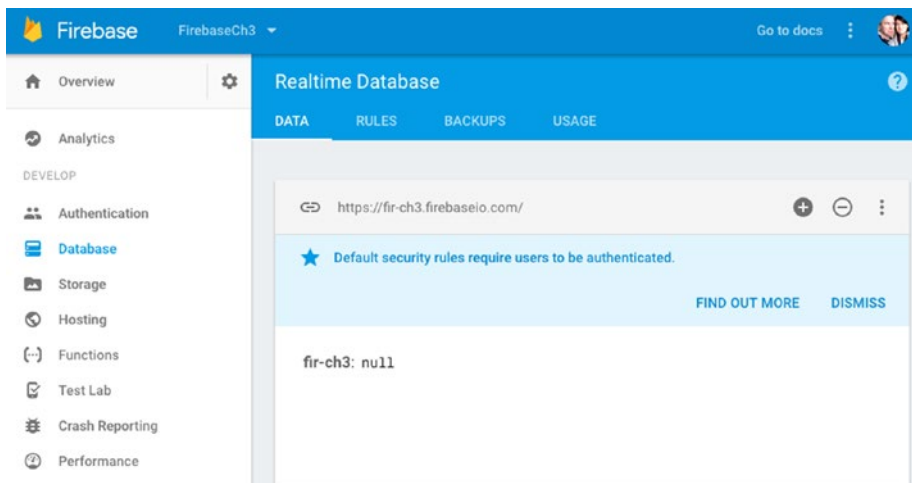 Firebase FirebaseCh3 Go to docs
Overview
Realtime Database
DATA RULES BACKUPS USAGE
Analytics
DEVELOP
Authentication
Database
Storage
Hosting
Functions
Test Lab
Crash Reporting
Performance
https://fir-ch3.firebaseio.com/
Default security rules require users to be authenticated.
FIND OUT MORE DISMISS
fir-ch3: null